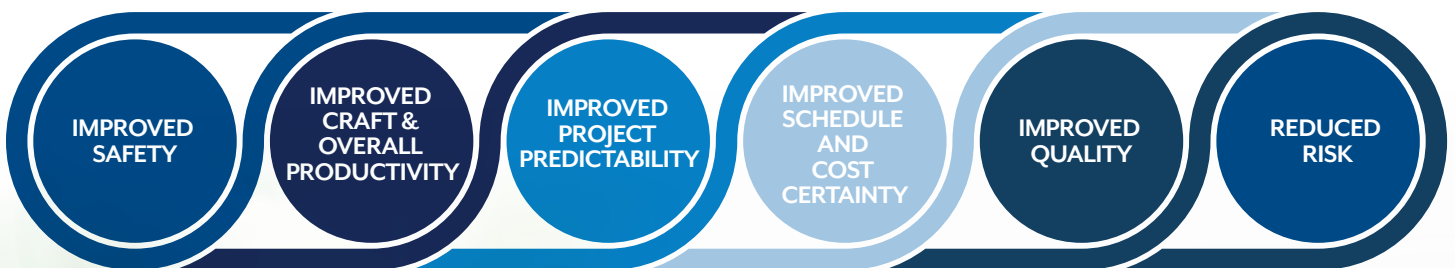 IMPROVED
SAFETY
IMPROVED
CRAFT &
OVERALL
PRODUCTIVITY
IMPROVED
PROJECT
PREDICTABILITY
IMPROVED
SCHEDULE
AND
COST
CERTAINTY
IMPROVED
QUALITY
REDUCED
RISK